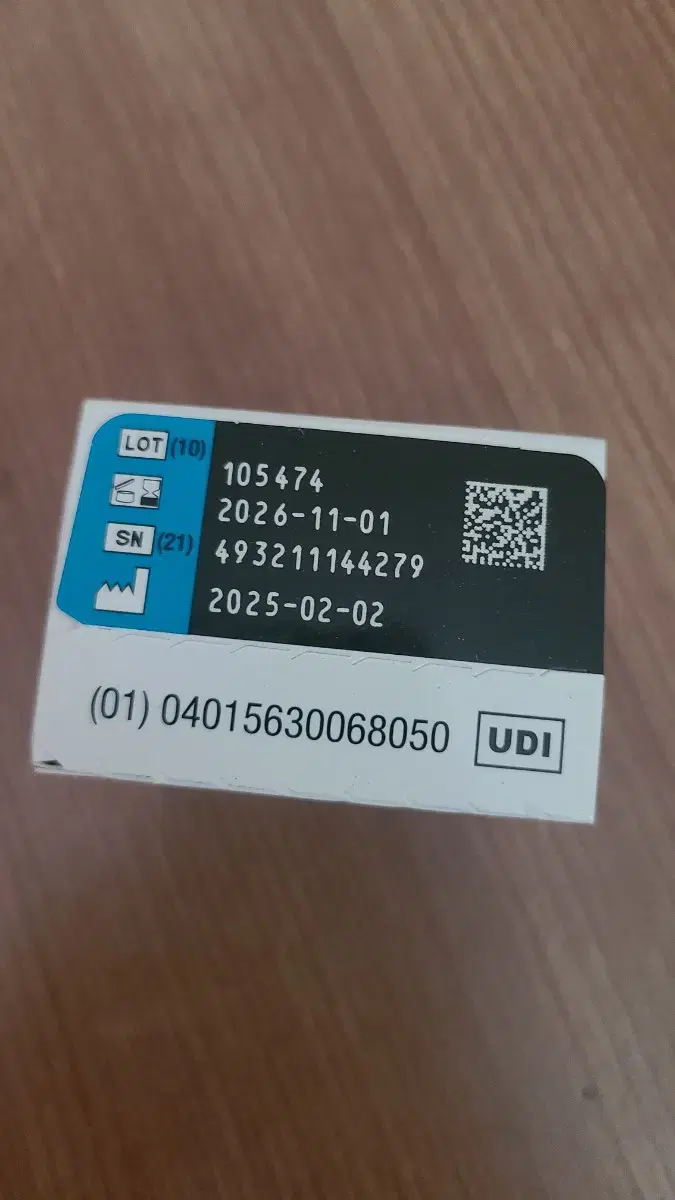 LOT (10) 105474
2026-11-01
SN (21) 493211144279
2025-02-02
(01) 04015630068050 UDI